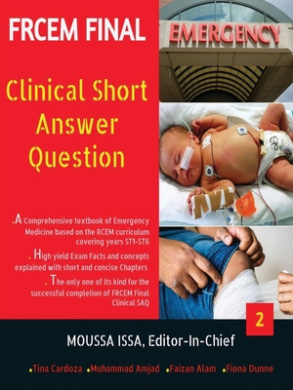 FRCEM FINAL
EMERGENCY
Clinical Short
Answer
Question
.A Comprehensive textbook of Emergency
Medicine based on the RCEM curriculum
covering years ST1-ST6
. High yield Exam Facts and concepts
explained with short and concise Chapters
. The only one of its kind for the
successful completion of FRCEM Final
Clinical SAQ
2
MOUSSA ISSA, Editor-In-Chief
.Tina Cardoza .Muhammad Amjad .Faizan Alam .Fiona Dunne